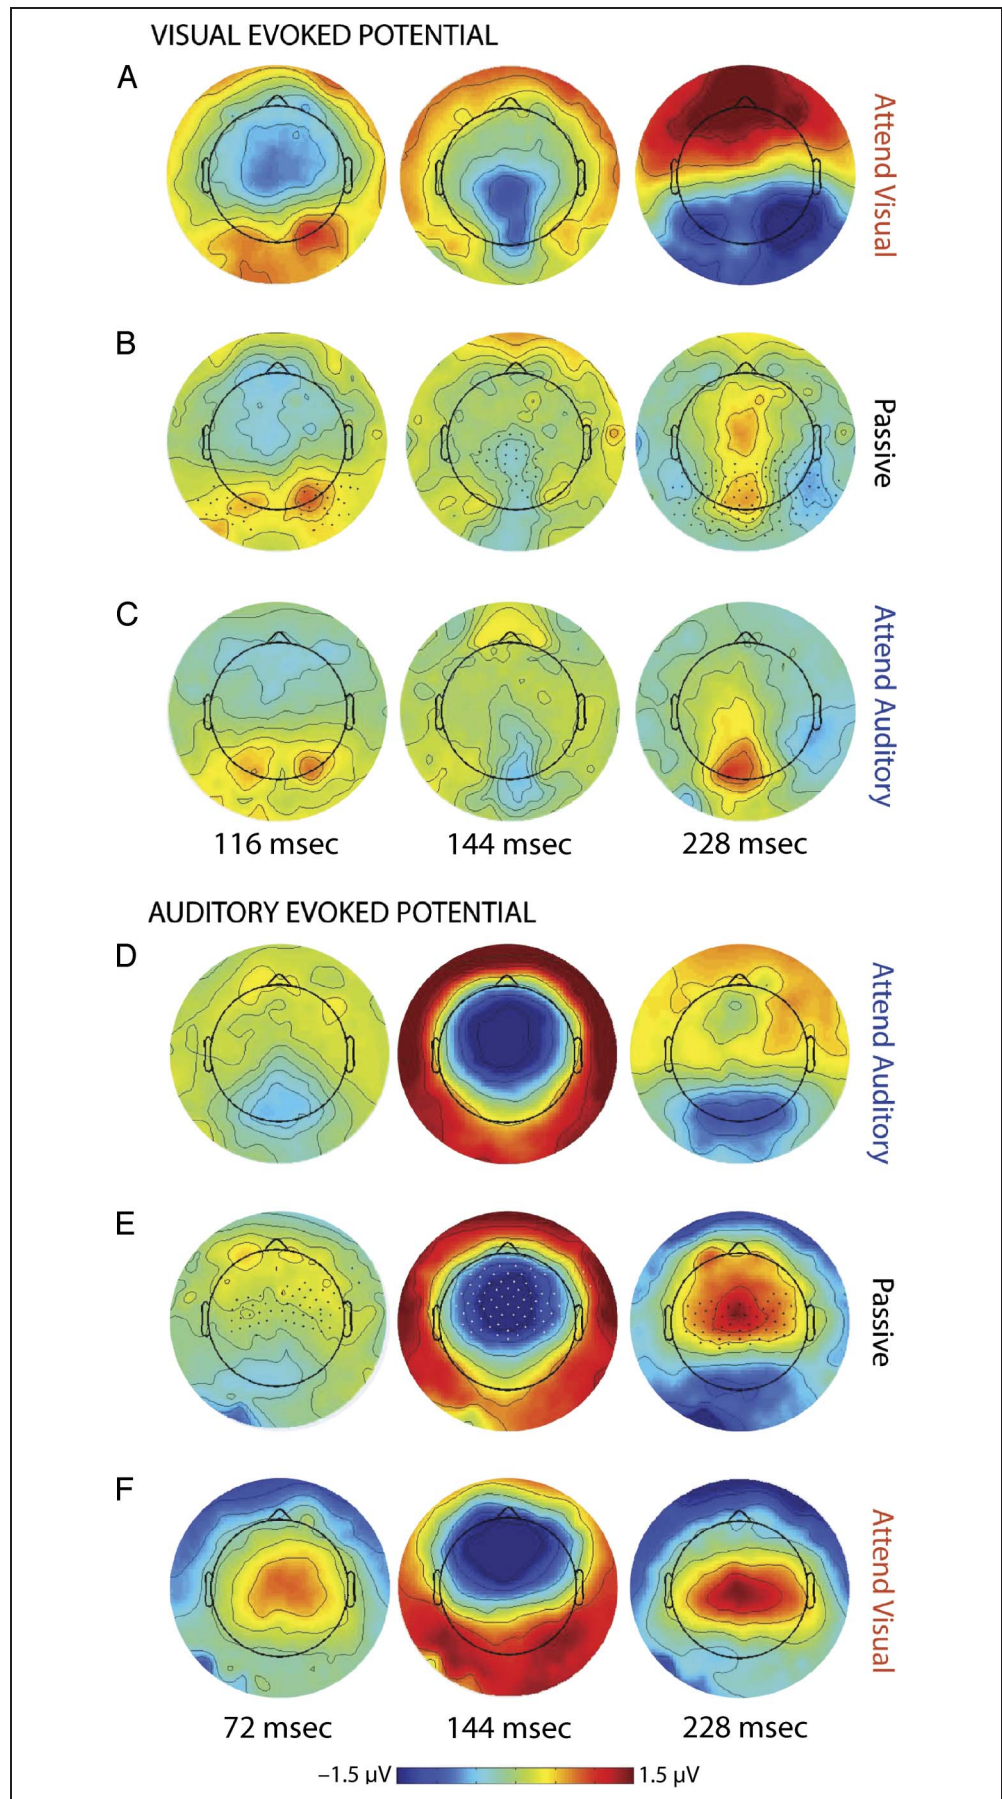 VISUAL EVOKED POTENTIAL
A
Attend Visual
B
Passive
C
Attend Auditory
116 msec
144 msec
228 msec
AUDITORY EVOKED POTENTIAL
D
Attend Auditory
E
Passive
F
Attend Visual
72 msec
144 msec
228 msec
–1.5 µV
1.5 µV